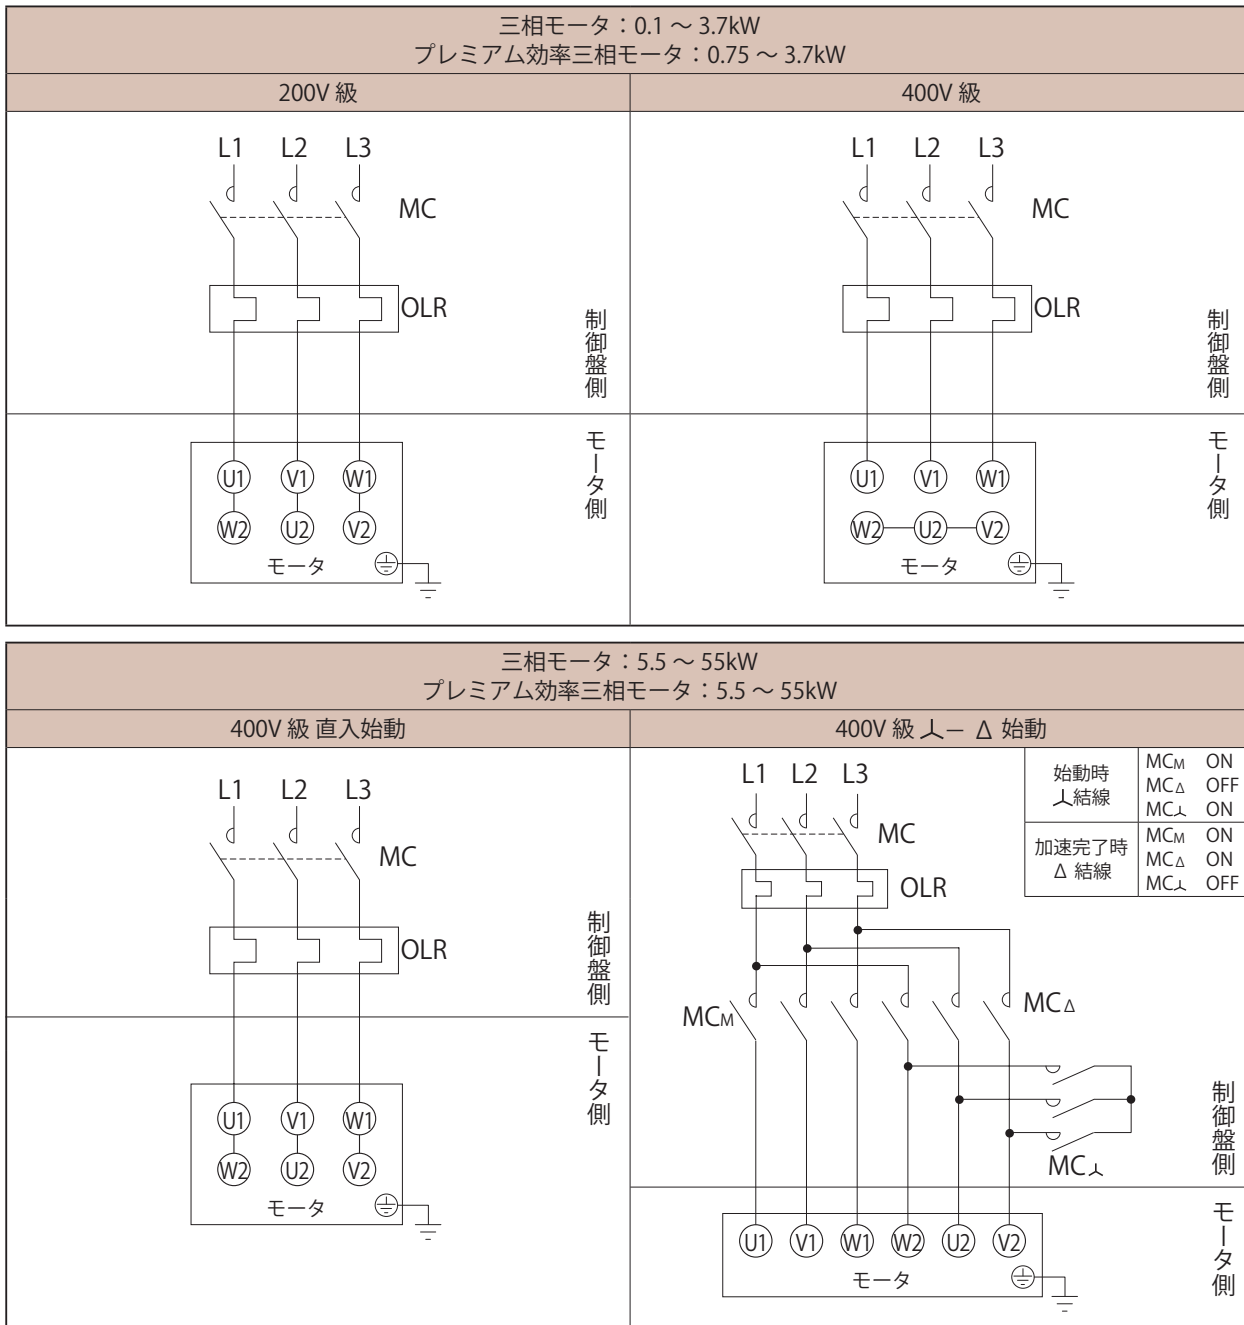 三相モータ：0.1 ～ 3.7kW
プレミアム効率三相モータ：0.75 ～ 3.7kW
200V 級
400V 級
L1 L2 L3
MC
OLR
制御盤側
モータ側
U1 V1 W1
W2 U2 V2
モータ
L1 L2 L3
MC
OLR
制御盤側
モータ側
U1 V1 W1
W2 U2 V2
モータ
三相モータ：5.5 ～ 55kW
プレミアム効率三相モータ：5.5 ～ 55kW
400V 級 直入始動
400V 級 人− Δ 始動
L1 L2 L3
MC
OLR
制御盤側
モータ側
U1 V1 W1
W2 U2 V2
モータ
L1 L2 L3
MC
OLR
始動時
人結線
MCM ON
MCΔ OFF
MC人 ON
加速完了時
Δ 結線
MCM ON
MCΔ ON
MC人 OFF
MCM
MCΔ
MC人
制御盤側
モータ側
U1 V1 W1 W2 U2 V2
モータ